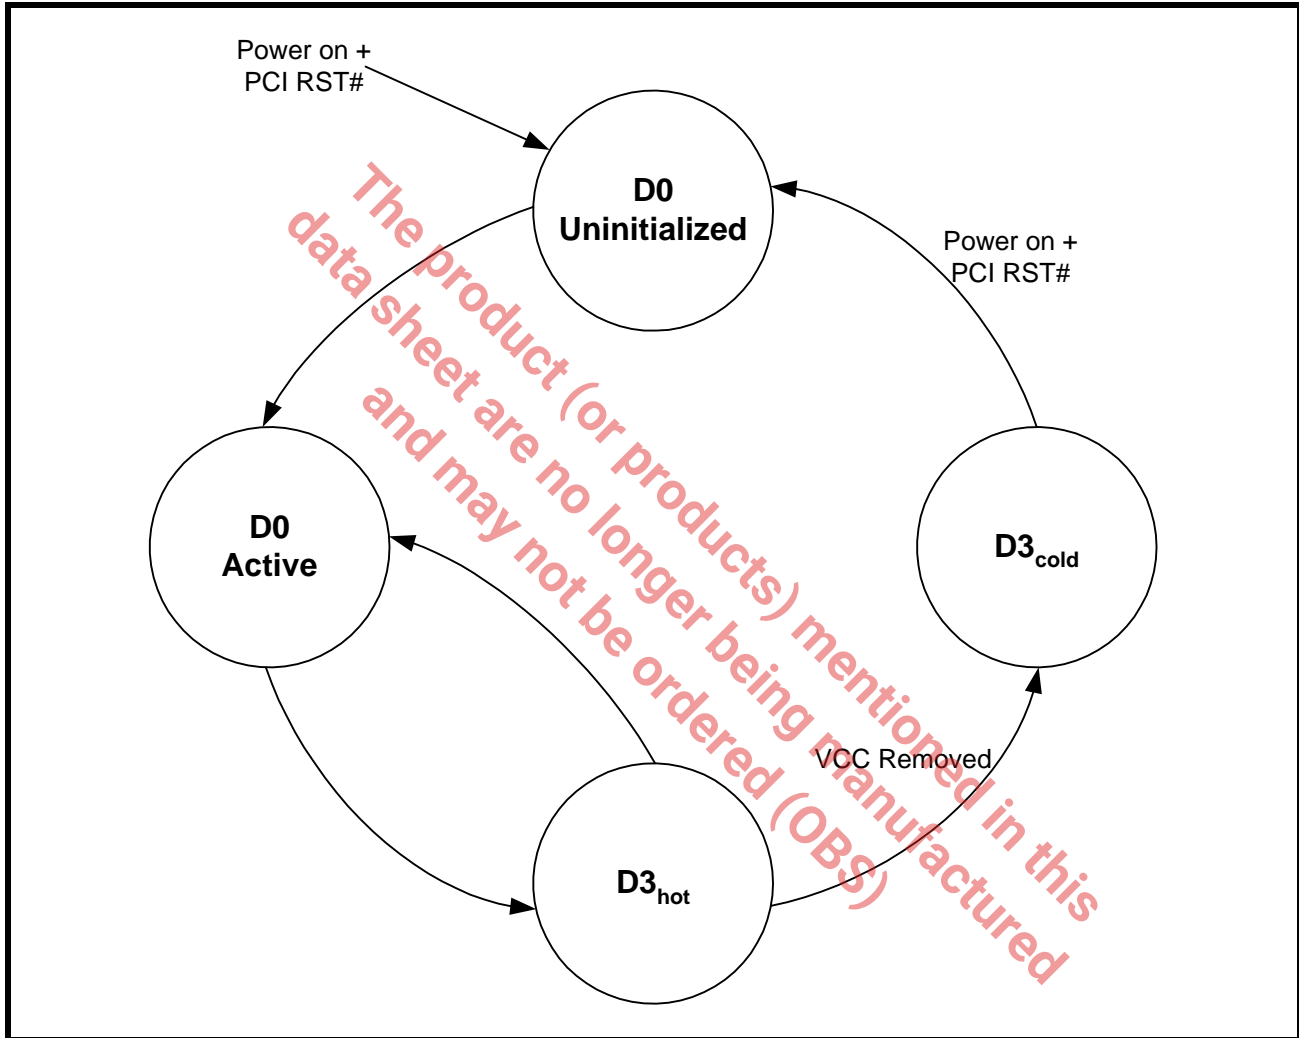 Power on +
PCI RST#
D0
Uninitialized
Power on +
PCI RST#
D0
Active
D3cold
VCC Removed
D3hot
The product (or products) mentioned in this
data sheet are no longer being manufactured
and may not be ordered (OBS)